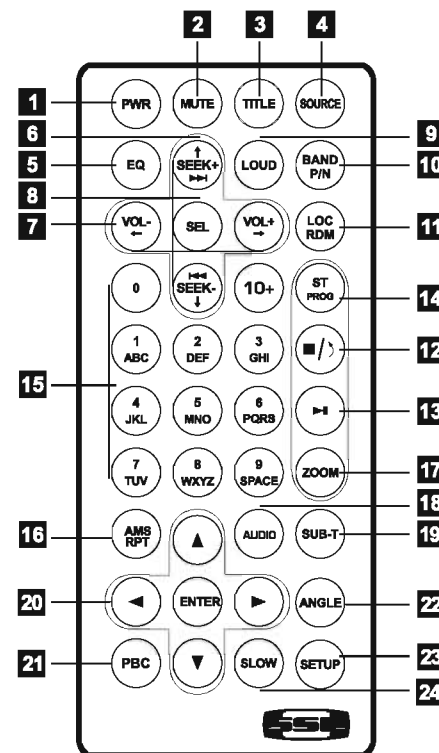 2 3 4
1 PWR MUTE TITLE SOURCE
6 9
5 EQ SEEK+ LOUD BAND P/N 10
8
7 VOL- SEL VOL+ LOC RDM 11
0 SEEK- 10+ ST PROG 14
1 ABC 2 DEF 3 GHI 12
15
4 JKL 5 MNO 6 PQRS 13
7 TUV 8 WXYZ 9 SPACE ZOOM 17
18
16 AMS RPT AUDIO SUB-T 19
20 ENTER ANGLE 22
21 PBC SLOW SETUP 23
24
SSL